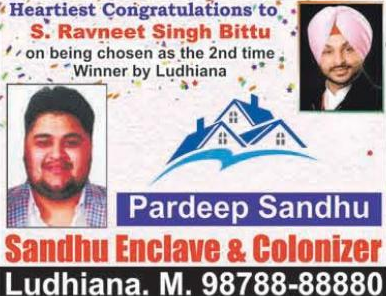 Heartiest Congratulations to
S. Ravneet Singh Bittu
on being chosen as the 2nd time
Winner by Ludhiana
Pardeep Sandhu
Sandhu Enclave & Colonizer
Ludhiana. M. 98788-88880